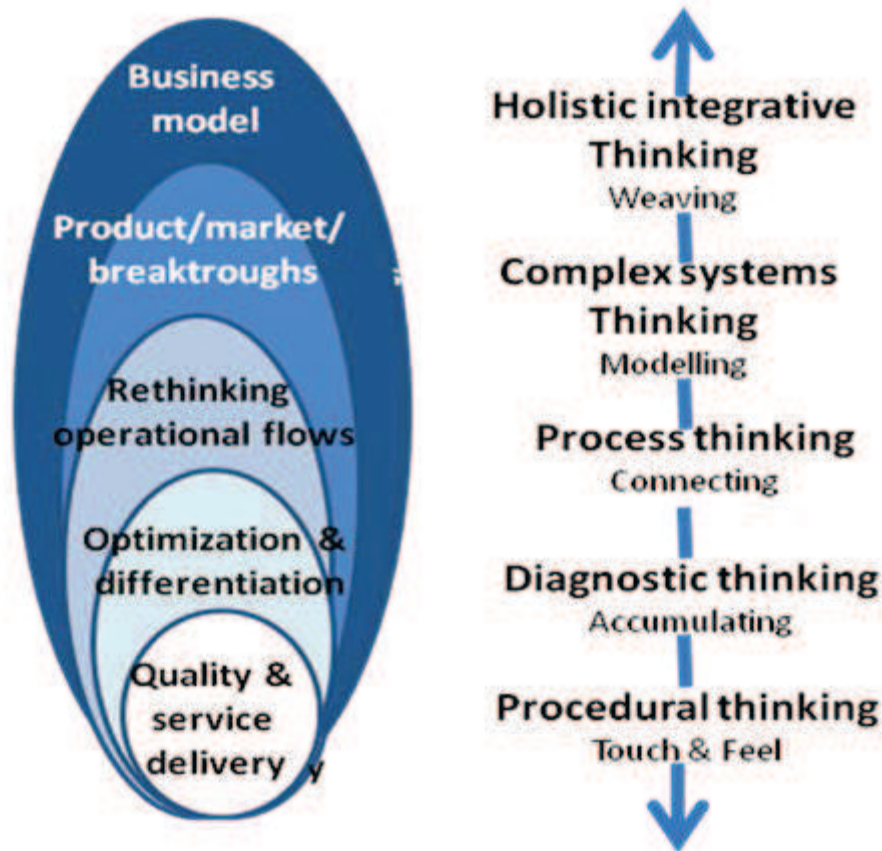 Business
model
Product/market/
breaktroughs
Rethinking
operational flows
Optimization &
differentiation
Quality &
service
delivery y
Holistic integrative
Thinking
Weaving
Complex systems
Thinking
Modelling
Process thinking
Connecting
Diagnostic thinking
Accumulating
Procedural thinking
Touch & Feel